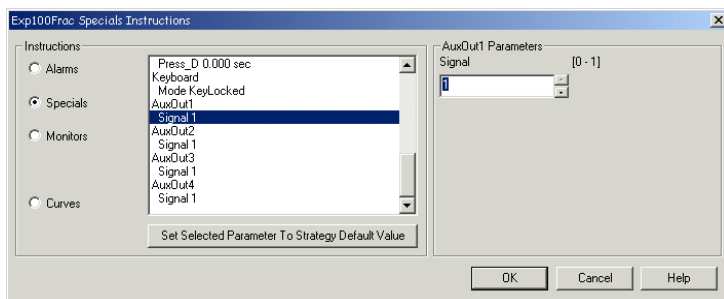 Exp100Frac Specials Instructions
Instructions
Alarms
Specials
Monitors
Curves
Press_D 0.000 sec
Keyboard
Mode KeyLocked
AuxOut1
Signal 1
AuxOut2
Signal 1
AuxOut3
Signal 1
AuxOut4
Signal 1
Set Selected Parameter To Strategy Default Value
AuxOut1 Parameters
Signal [0 - 1]
1
OK Cancel Help